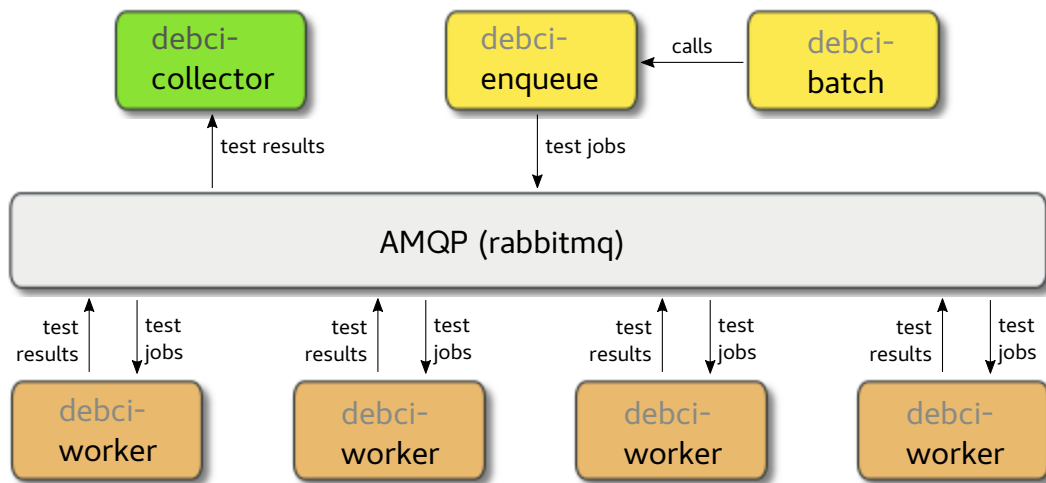 debci-
collector
debci-
enqueue
calls
debci-
batch
test results
test jobs
AMQP (rabbitmq)
test
results
test
jobs
test
results
test
jobs
test
results
test
jobs
test
results
test
jobs
debci-
worker
debci-
worker
debci-
worker
debci-
worker